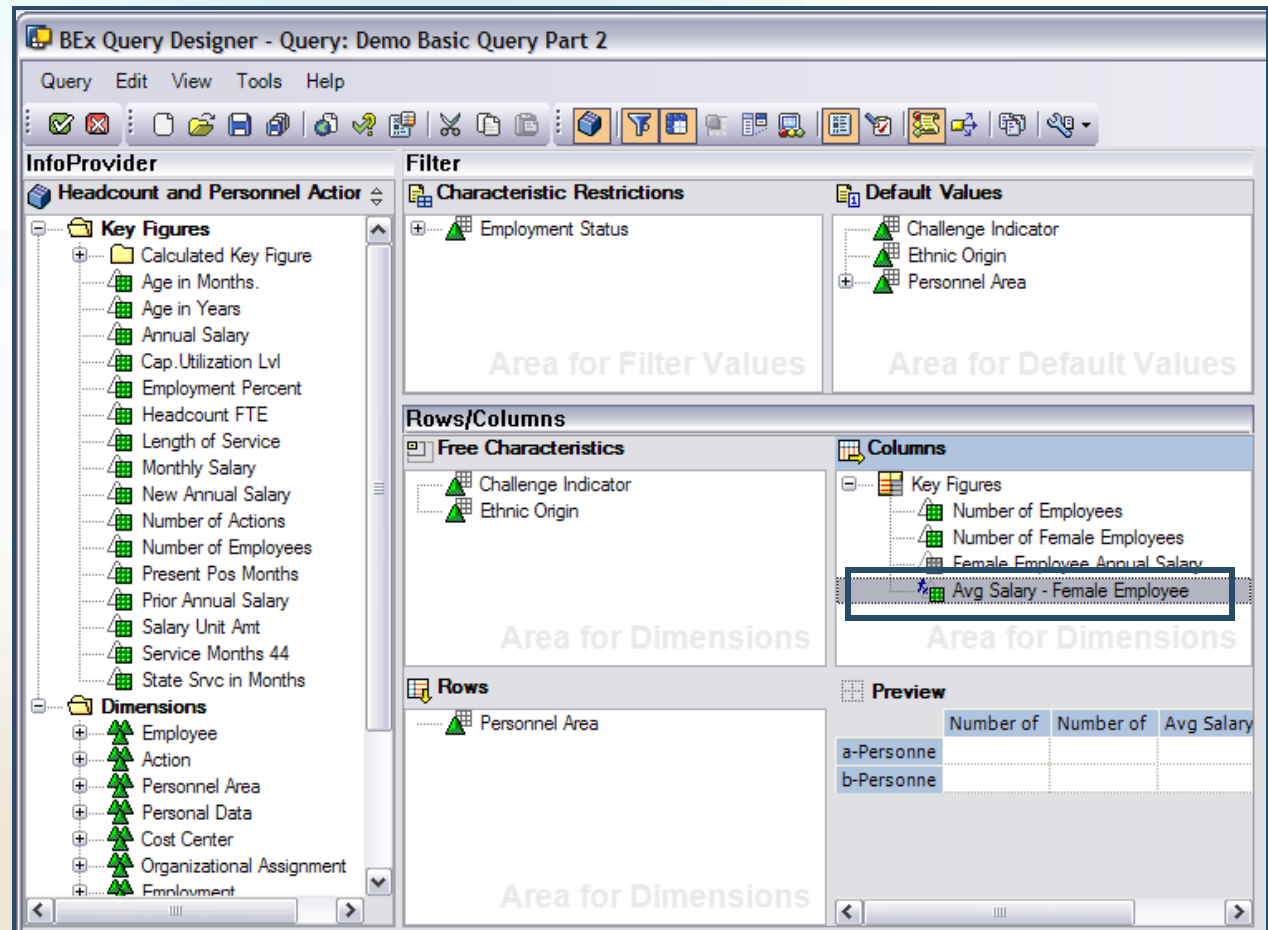 BEx Query Designer - Query: Demo Basic Query Part 2
Query Edit View Tools Help
InfoProvider
Headcount and Personnel Action
Key Figures
Calculated Key Figure
Age in Months.
Age in Years
Annual Salary
Cap.Utilization Lvl
Employment Percent
Headcount FTE
Length of Service
Monthly Salary
New Annual Salary
Number of Actions
Number of Employees
Present Pos Months
Prior Annual Salary
Salary Unit Amt
Service Months 44
State Srvc in Months
Dimensions
Employee
Action
Personnel Area
Personal Data
Cost Center
Organizational Assignment
Employment
Filter
Characteristic Restrictions
Employment Status
Area for Filter Values
Default Values
Challenge Indicator
Ethnic Origin
Personnel Area
Area for Default Values
Rows/Columns
Free Characteristics
Challenge Indicator
Ethnic Origin
Area for Dimensions
Columns
Key Figures
Number of Employees
Number of Female Employees
Female Employee Annual Salary
Avg Salary - Female Employee
Area for Dimensions
Rows
Personnel Area
Area for Dimensions
Preview
Number of Number of Avg Salary
a-Personne
b-Personne